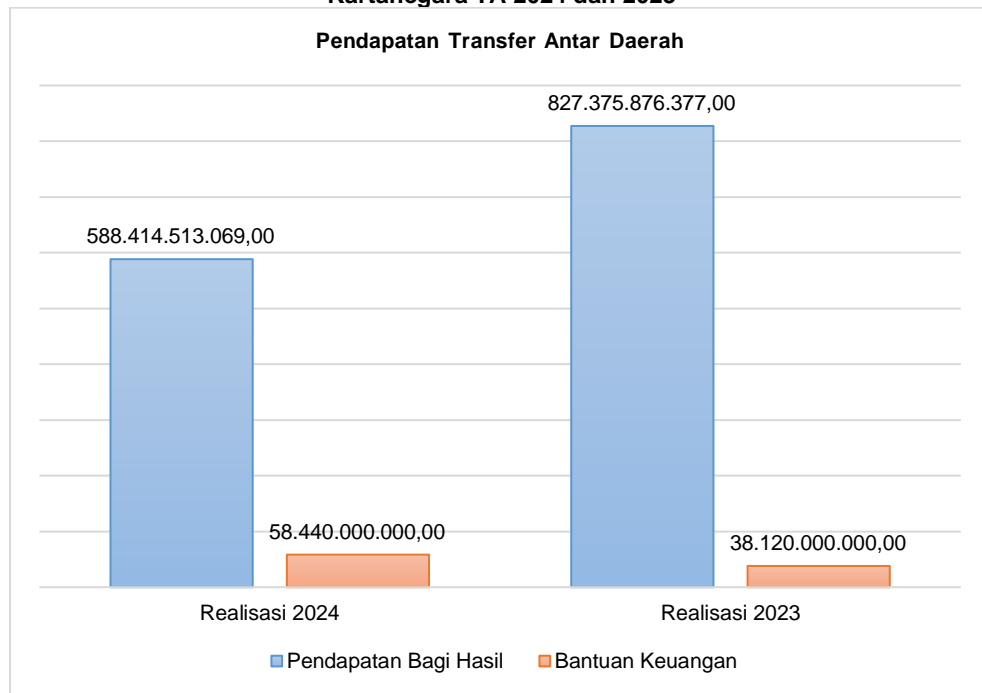 Pendapatan Transfer Antar Daerah
827.375.876.377,00
588.414.513.069,00
58.440.000.000,00
38.120.000.000,00
Realisasi 2024
Realisasi 2023
Pendapatan Bagi Hasil
Bantuan Keuangan